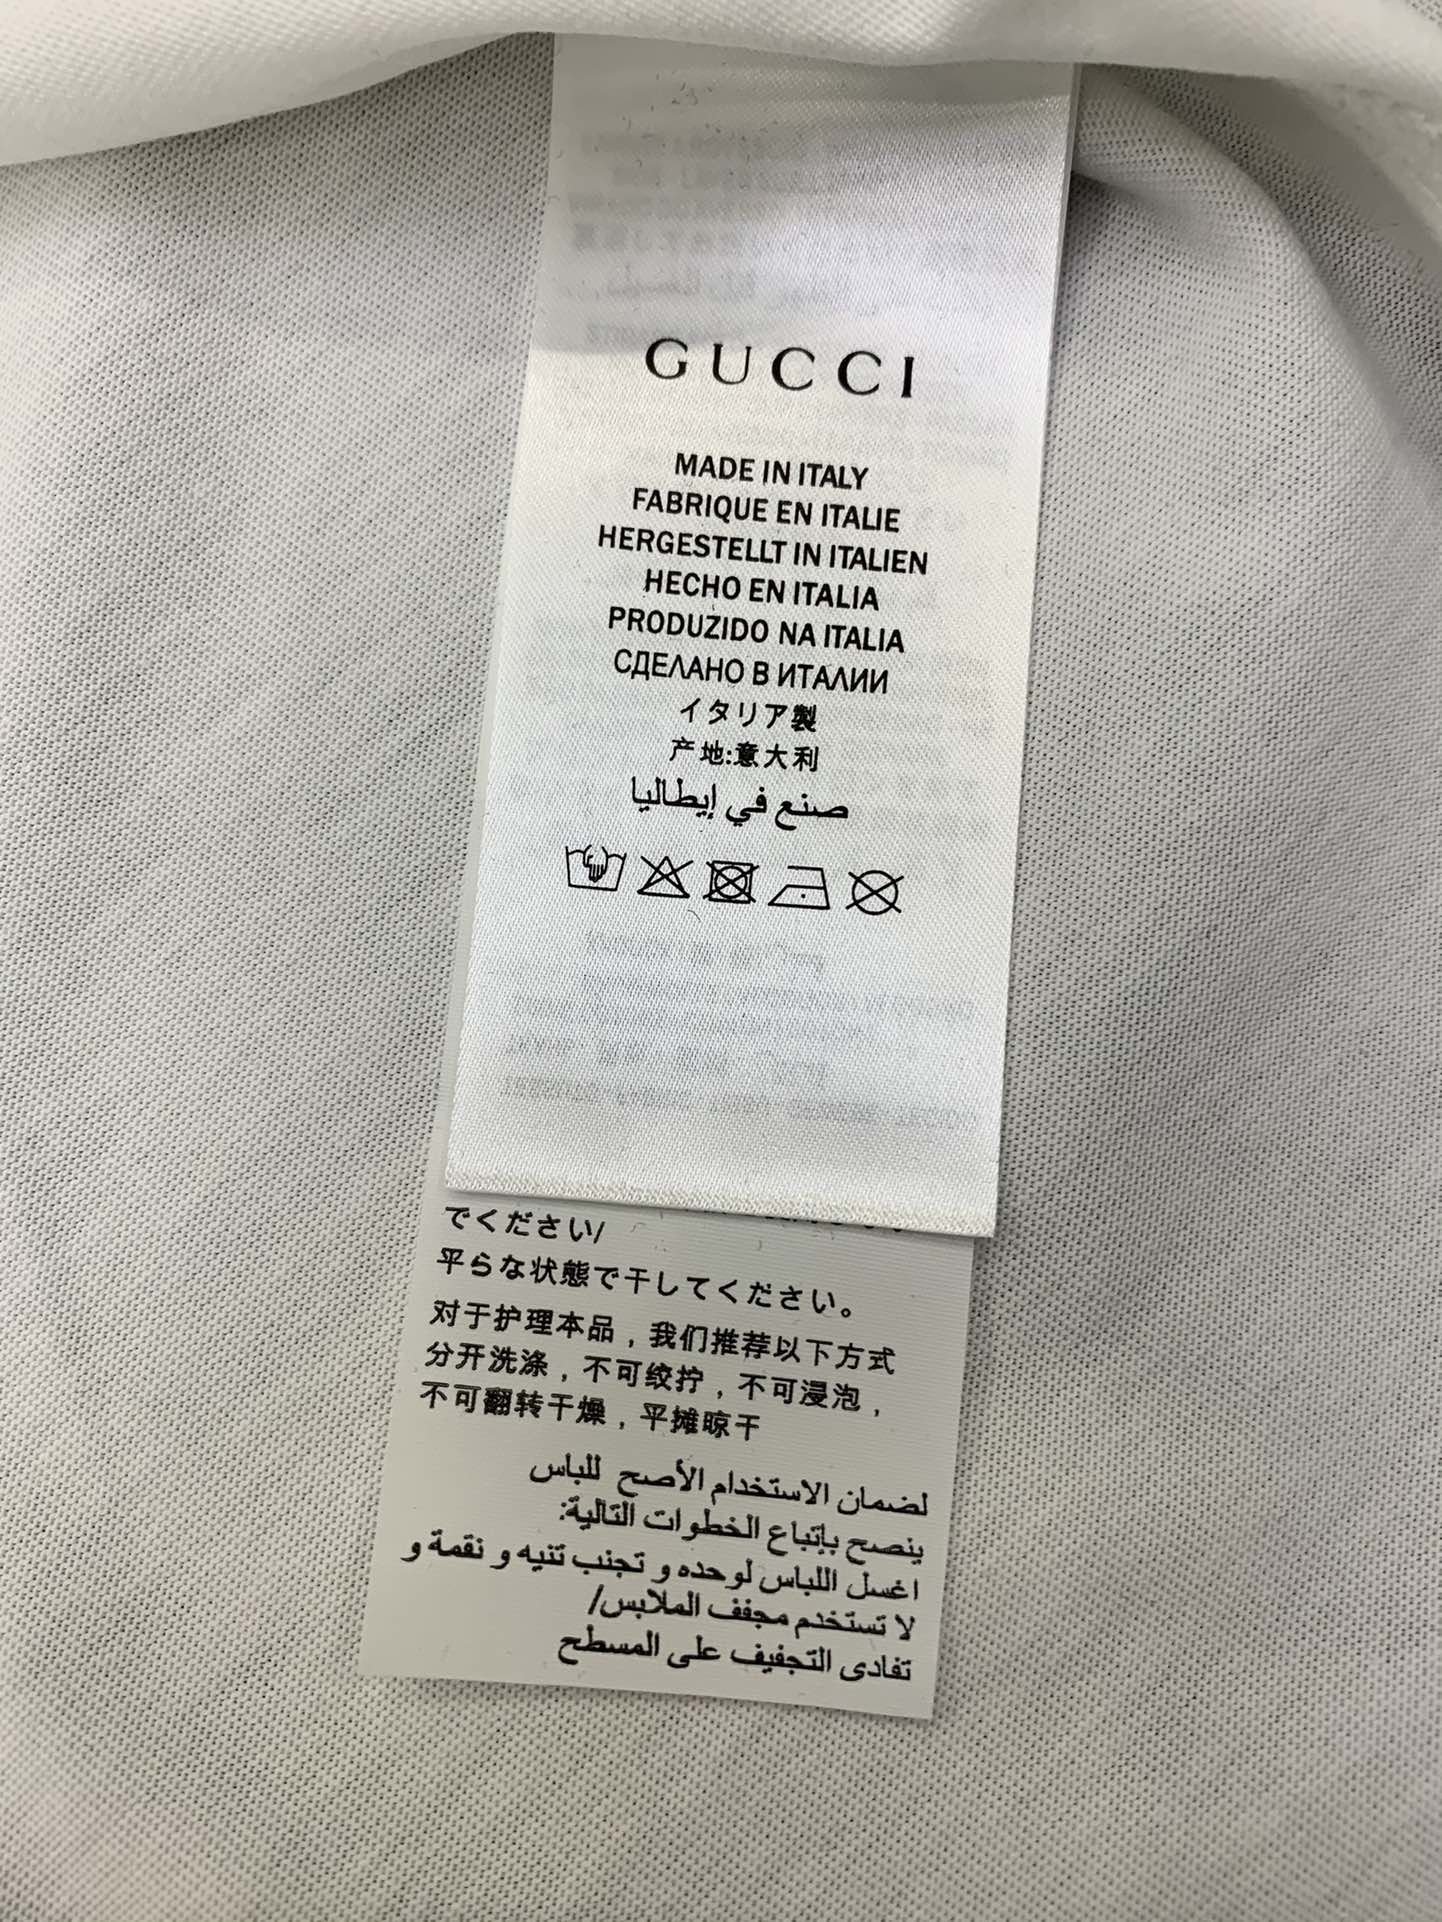 GUCCI
MADE IN ITALY
FABRIQUE EN ITALIE
HERGESTELLT IN ITALIEN
HECHO EN ITALIA
PRODUZIDO NA ITALIA
СДЕЛАНО В ИТАЛИИ
イタリア製
产地:意大利
صنع في إيطاليا
でください/
平らな状態で干してください。
对于护理本品，我们推荐以下方式
分开洗涤，不可绞拧，不可浸泡，
不可翻转干燥，平摊晾干
لضمان الاستخدام الأصح للباس
ينصح بإتباع الخطوات التالية:
اغسل اللباس لوحده و تجنب تنيه و نقمة و
لا تستخدم مجفف الملابس/
تفادى التجفيف على المسطح